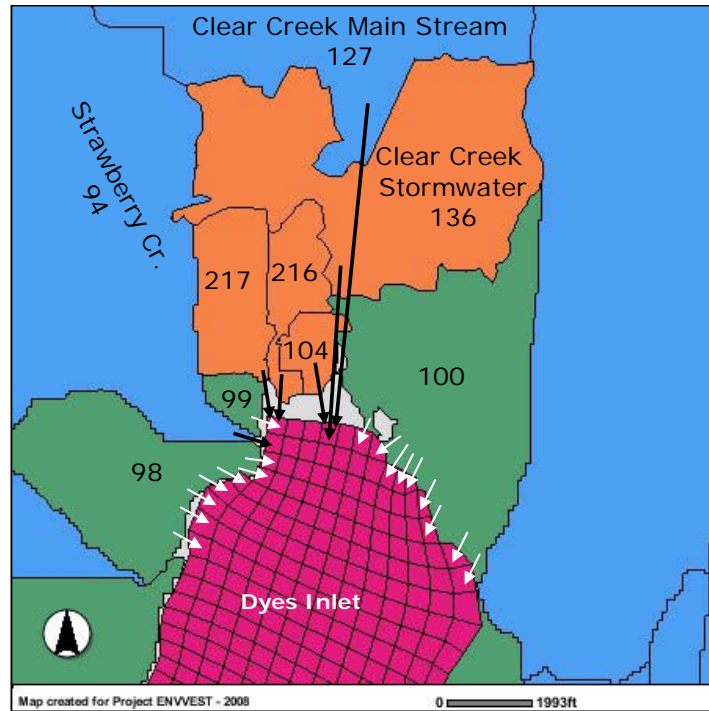 Clear Creek Main Stream
127
Strawberry Cr.
94
Clear Creek
Stormwater
136
217
216
104
99
100
98
Dyes Inlet
Map created for Project ENVVEST - 2008
0
1993ft